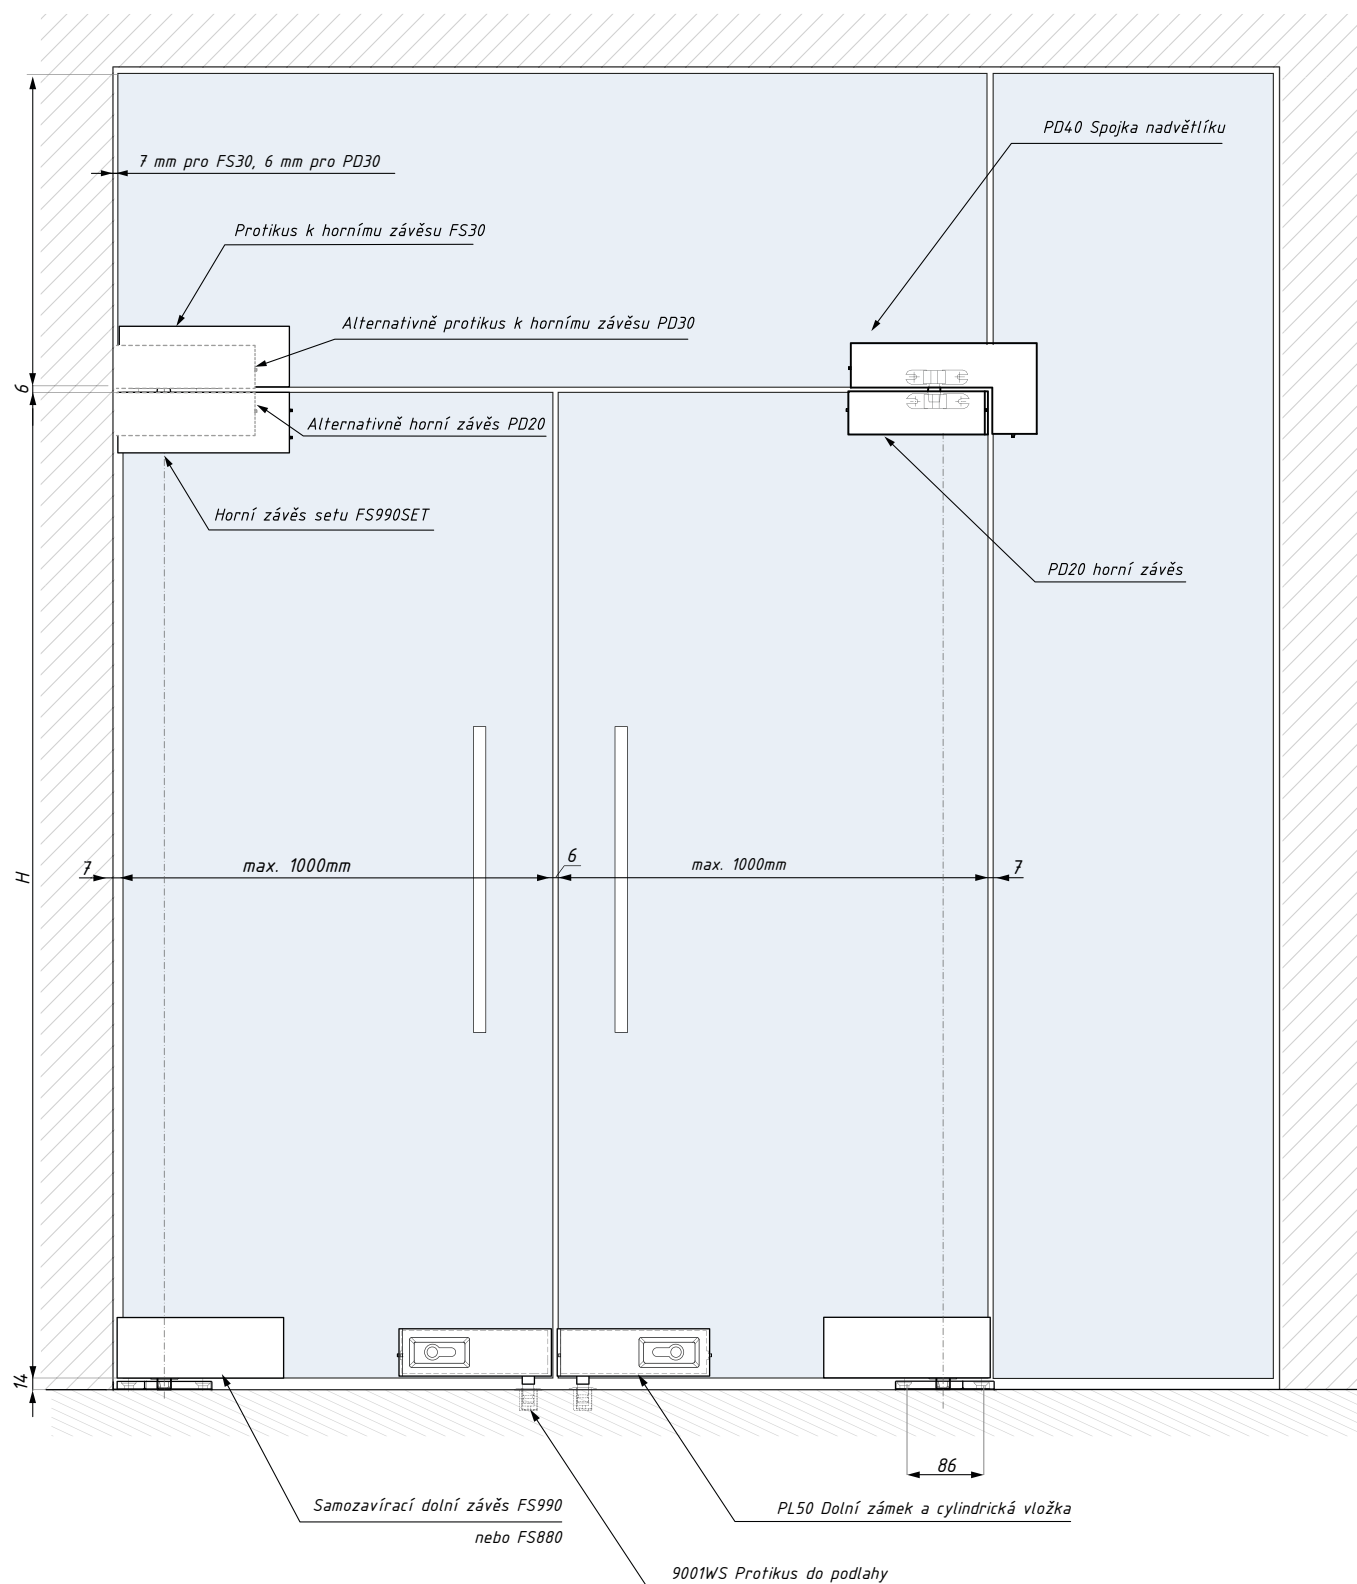 PD40 Spojka nadvětlíku
7 mm pro FS30, 6 mm pro PD30
Protikus k hornímu závěsu FS30
Alternativně protikus k hornímu závěsu PD30
6
Alternativně horní závěs PD20
Horní závěs setu FS990SET
PD20 horní závěs
H
7
max. 1000mm
6
max. 1000mm
7
14
86
Samozavírací dolní závěs FS990
nebo FS880
PL50 Dolní zámek a cylindrická vložka
9001WS Protikus do podlahy